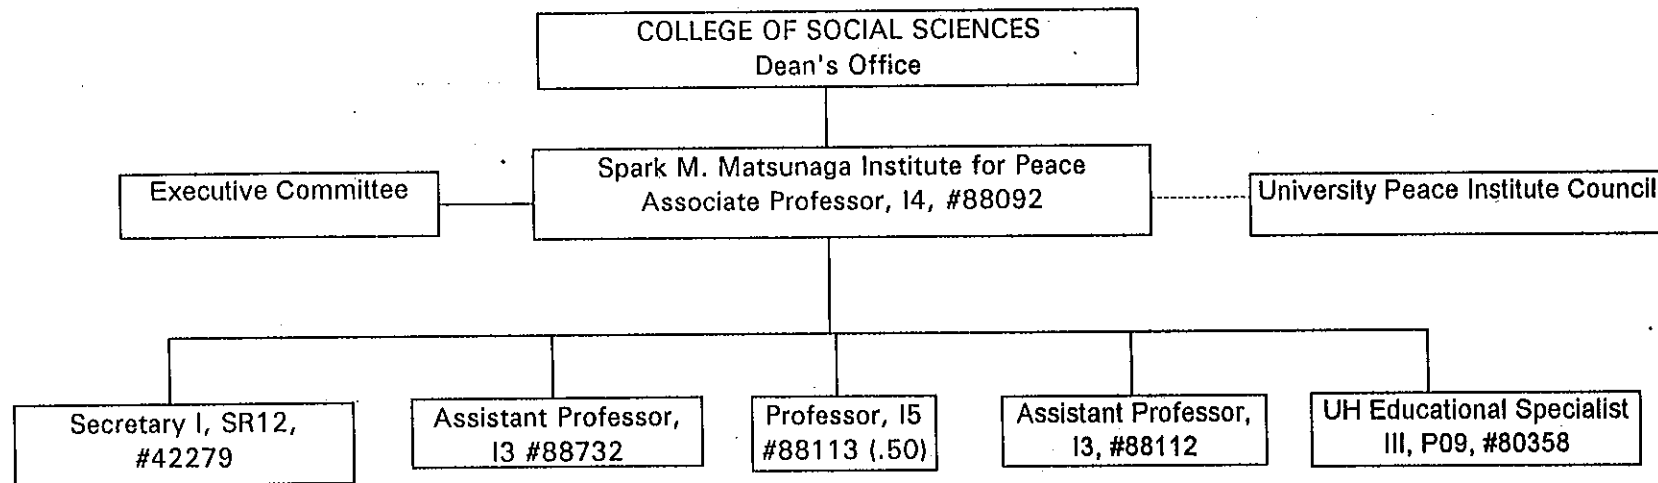 COLLEGE OF SOCIAL SCIENCES
Dean's Office
Spark M. Matsunaga Institute for Peace
Associate Professor, I4, #88092
Executive Committee
University Peace Institute Council
Secretary I, SR12,
#42279
Assistant Professor,
I3 #88732
Professor, I5
#88113 (.50)
Assistant Professor,
I3, #88112
UH Educational Specialist
III, P09, #80358